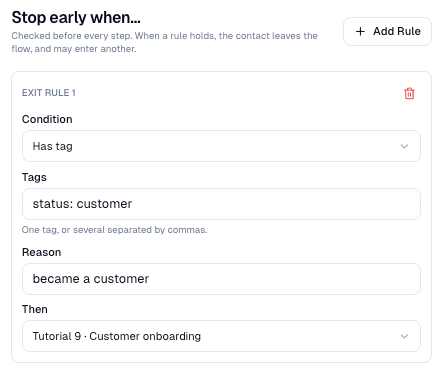 Stop early when...
Checked before every step. When a rule holds, the contact leaves the
flow, and may enter another.
Add Rule
EXIT RULE 1
Condition
Has tag
Tags
status: customer
One tag, or several separated by commas.
Reason
became a customer
Then
Tutorial 9 · Customer onboarding